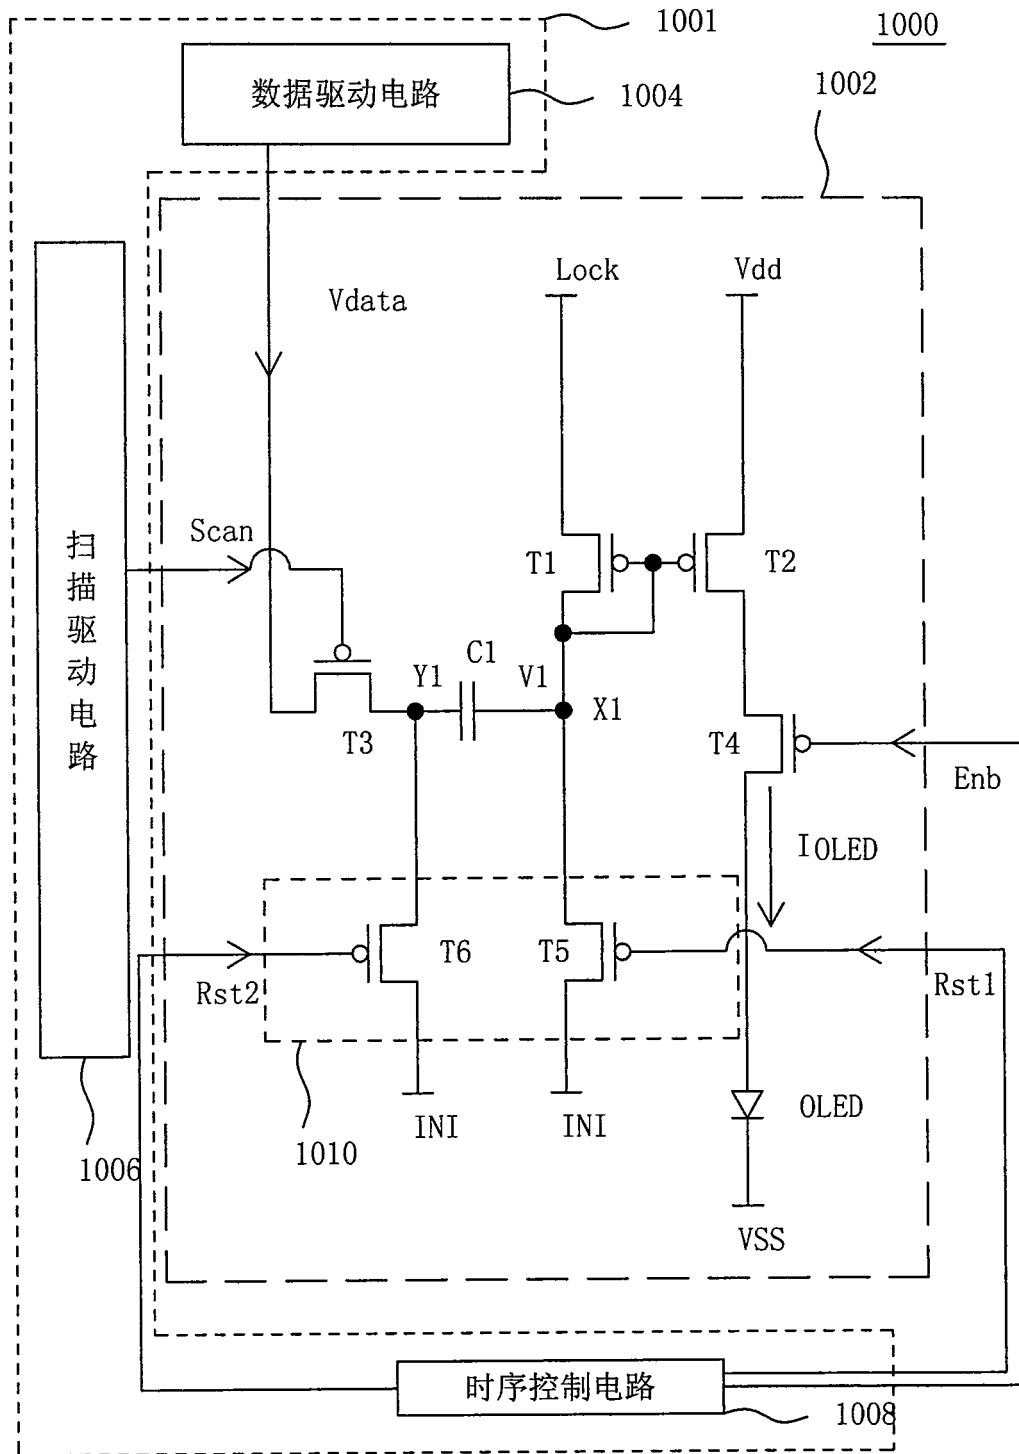 1001
1000
数据驱动电路
1004
1002
Lock
Vdd
Vdata
扫描驱动电路
Scan
T1
T2
C1
Y1
V1
X1
T3
T4
Enb
IOLED
T6
T5
Rst2
Rst1
INI
INI
OLED
1010
1006
VSS
时序控制电路
1008